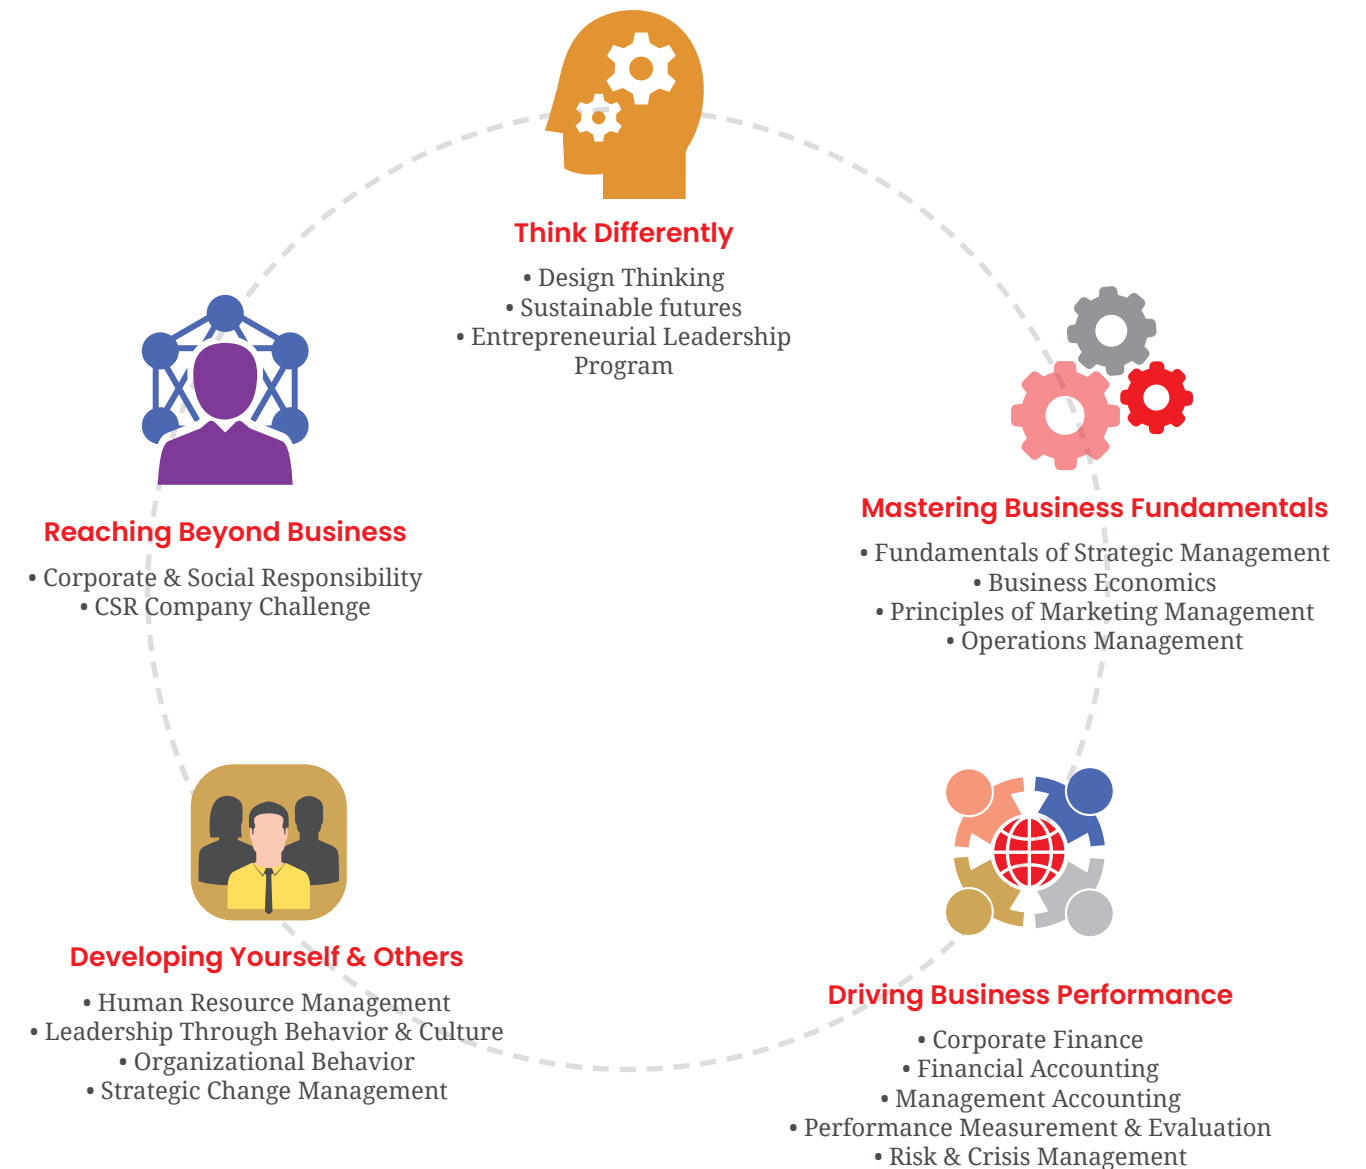 Think Differently
• Design Thinking
• Sustainable futures
• Entrepreneurial Leadership
Program
Mastering Business Fundamentals
• Fundamentals of Strategic Management
• Business Economics
• Principles of Marketing Management
• Operations Management
Reaching Beyond Business
• Corporate & Social Responsibility
• CSR Company Challenge
Developing Yourself & Others
• Human Resource Management
• Leadership Through Behavior & Culture
• Organizational Behavior
• Strategic Change Management
Driving Business Performance
• Corporate Finance
• Financial Accounting
• Management Accounting
• Performance Measurement & Evaluation
• Risk & Crisis Management